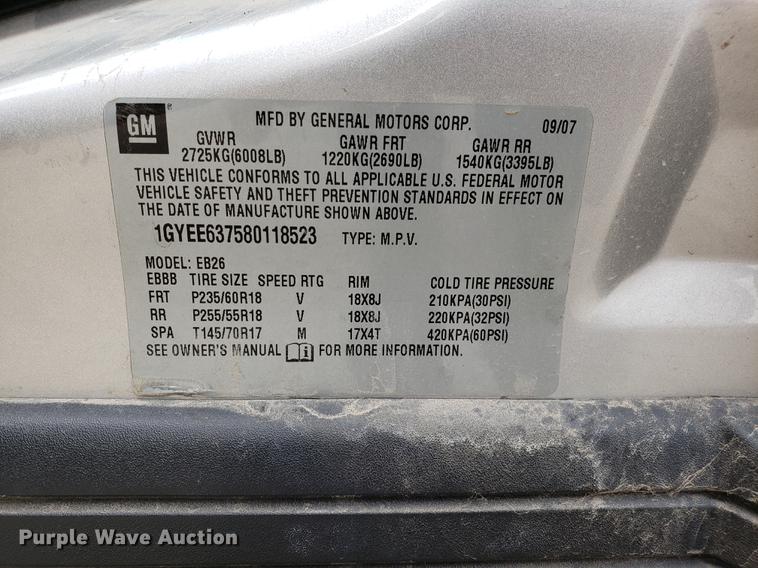 GM ®
MFD BY GENERAL MOTORS CORP. 09/07
GVWR GAWR FRT GAWR RR
2725KG(6008LB) 1220KG(2690LB) 1540KG(3395LB)
THIS VEHICLE CONFORMS TO ALL APPLICABLE U.S. FEDERAL MOTOR
VEHICLE SAFETY AND THEFT PREVENTION STANDARDS IN EFFECT ON
THE DATE OF MANUFACTURE SHOWN ABOVE.
1GYEE637580118523 TYPE: M.P.V.
MODEL: EB26
EBBB TIRE SIZE SPEED RTG RIM COLD TIRE PRESSURE
FRT P235/60R18 V 18X8J 210KPA(30PSI)
RR P255/55R18 V 18X8J 220KPA(32PSI)
SPA T145/70R17 M 17X4T 420KPA(60PSI)
SEE OWNER'S MANUAL FOR MORE INFORMATION.
Purple Wave Auction